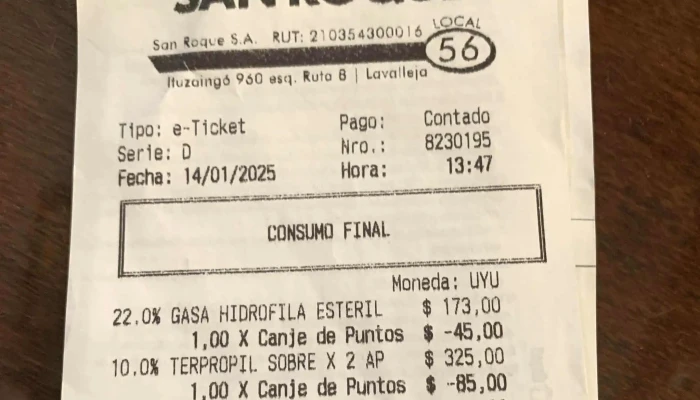 San Roque S.A. RUT: 210354300016
LOCAL
56
Ituzaingó 960 esq. Ruta 8 | Lavalleja
Tipo: e-Ticket Pago: Contado
Serie: D Nro.: 8230195
Fecha: 14/01/2025 Hora: 13:47
CONSUMO FINAL
Moneda: UYU
22.0% GASA HIDROFILA ESTERIL $ 173,00
1,00 X Canje de Puntos $ -45,00
10.0% TERPROPIL SOBRE X 2 AP $ 325,00
1,00 X Canje de Puntos $ -85,00